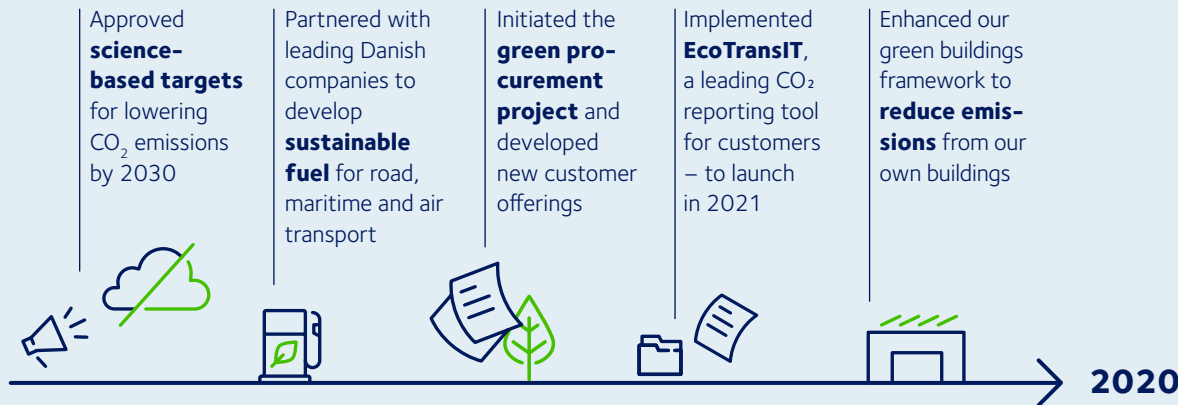 Approved
science-
based targets
for lowering
CO₂ emissions
by 2030
Partnered with
leading Danish
companies to
develop
sustainable
fuel for road,
maritime and air
transport
Initiated the
green pro-
curement
project and
developed
new customer
offerings
Implemented
EcoTransIT,
a leading CO₂
reporting tool
for customers
– to launch
in 2021
Enhanced our
green buildings
framework to
reduce emis-
sions from our
own buildings
2020